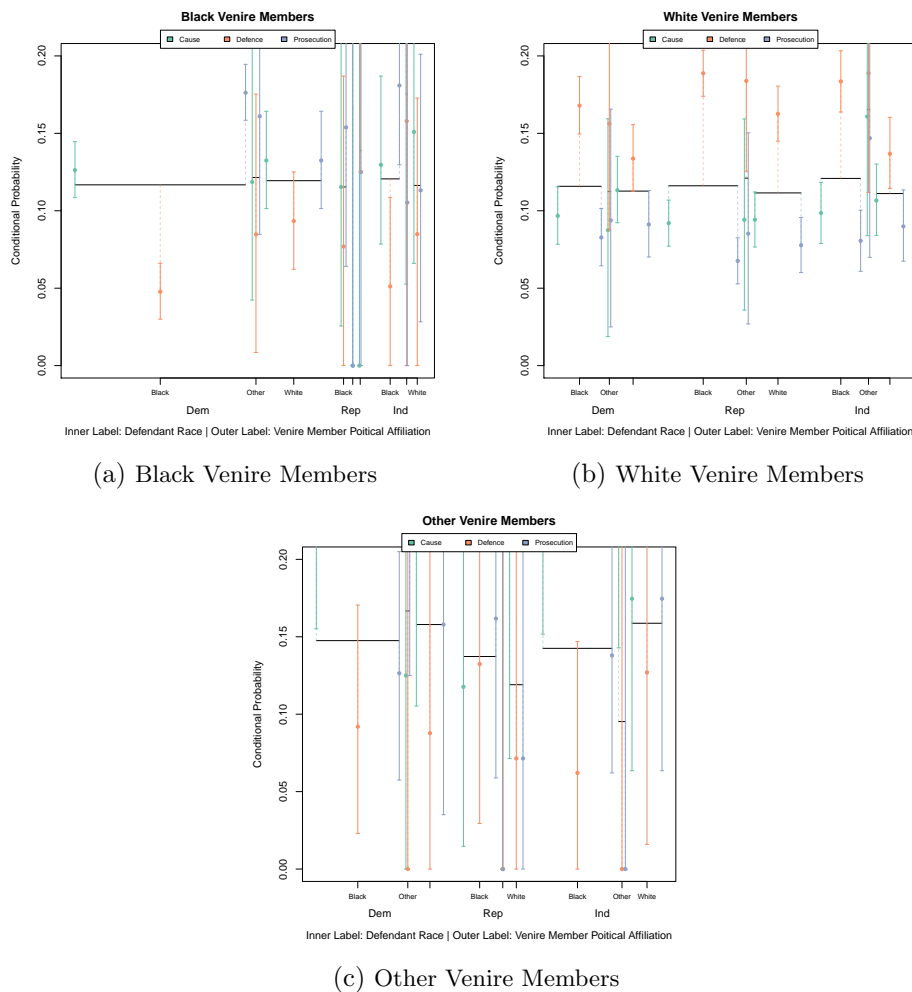 Black Venire Members
Cause Defence Prosecution
Conditional Probability
0.00 0.05 0.10 0.15 0.20
Black Other White Black Black White
Dem Rep Ind
Inner Label: Defendant Race | Outer Label: Venire Member Poitical Affiliation
(a) Black Venire Members
White Venire Members
Cause Defence Prosecution
Conditional Probability
0.00 0.05 0.10 0.15 0.20
Black Other Black Other White Black Other
Dem Rep Ind
Inner Label: Defendant Race | Outer Label: Venire Member Poitical Affiliation
(b) White Venire Members
Other Venire Members
Cause Defence Prosecution
Conditional Probability
0.00 0.05 0.10 0.15 0.20
Black Other Black White Black Other White
Dem Rep Ind
Inner Label: Defendant Race | Outer Label: Venire Member Poitical Affiliation
(c) Other Venire Members